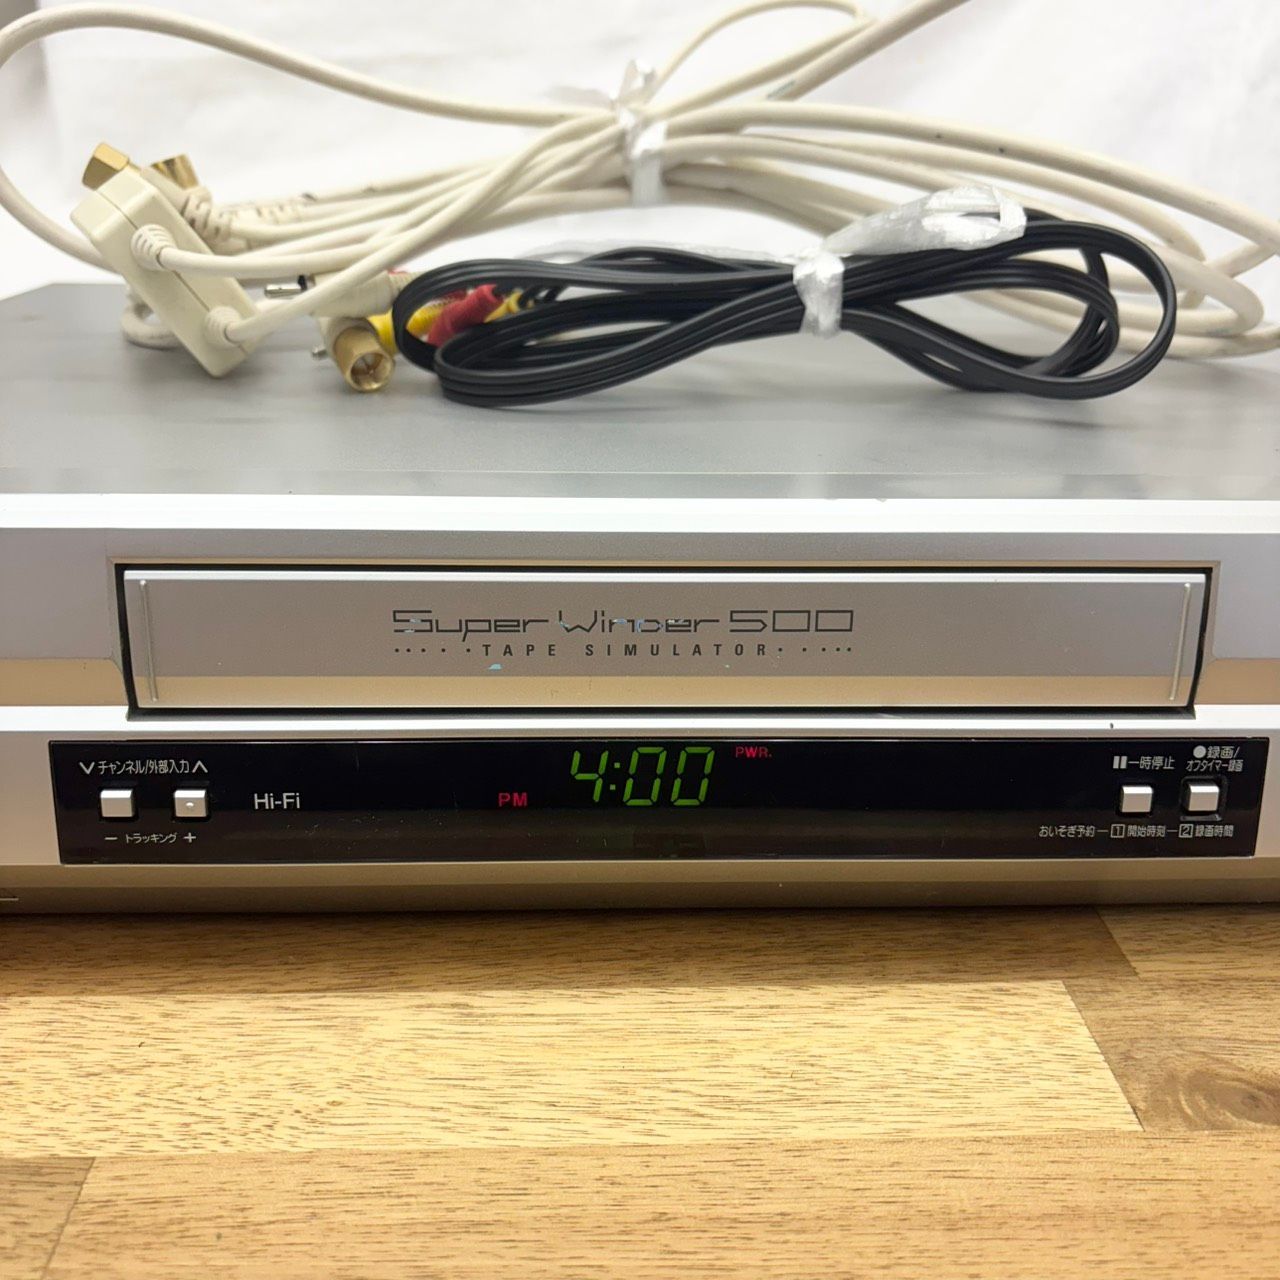 Super Winder 500
TAPE SIMULATOR
∨ チャンネル/外部入力 ∧
Hi-Fi
PM
4:00
PWR.
▮▮一時停止
●録画/
オフタイマー録画
− トラッキング +
おいそぎ予約−1開始時刻−2録画時間